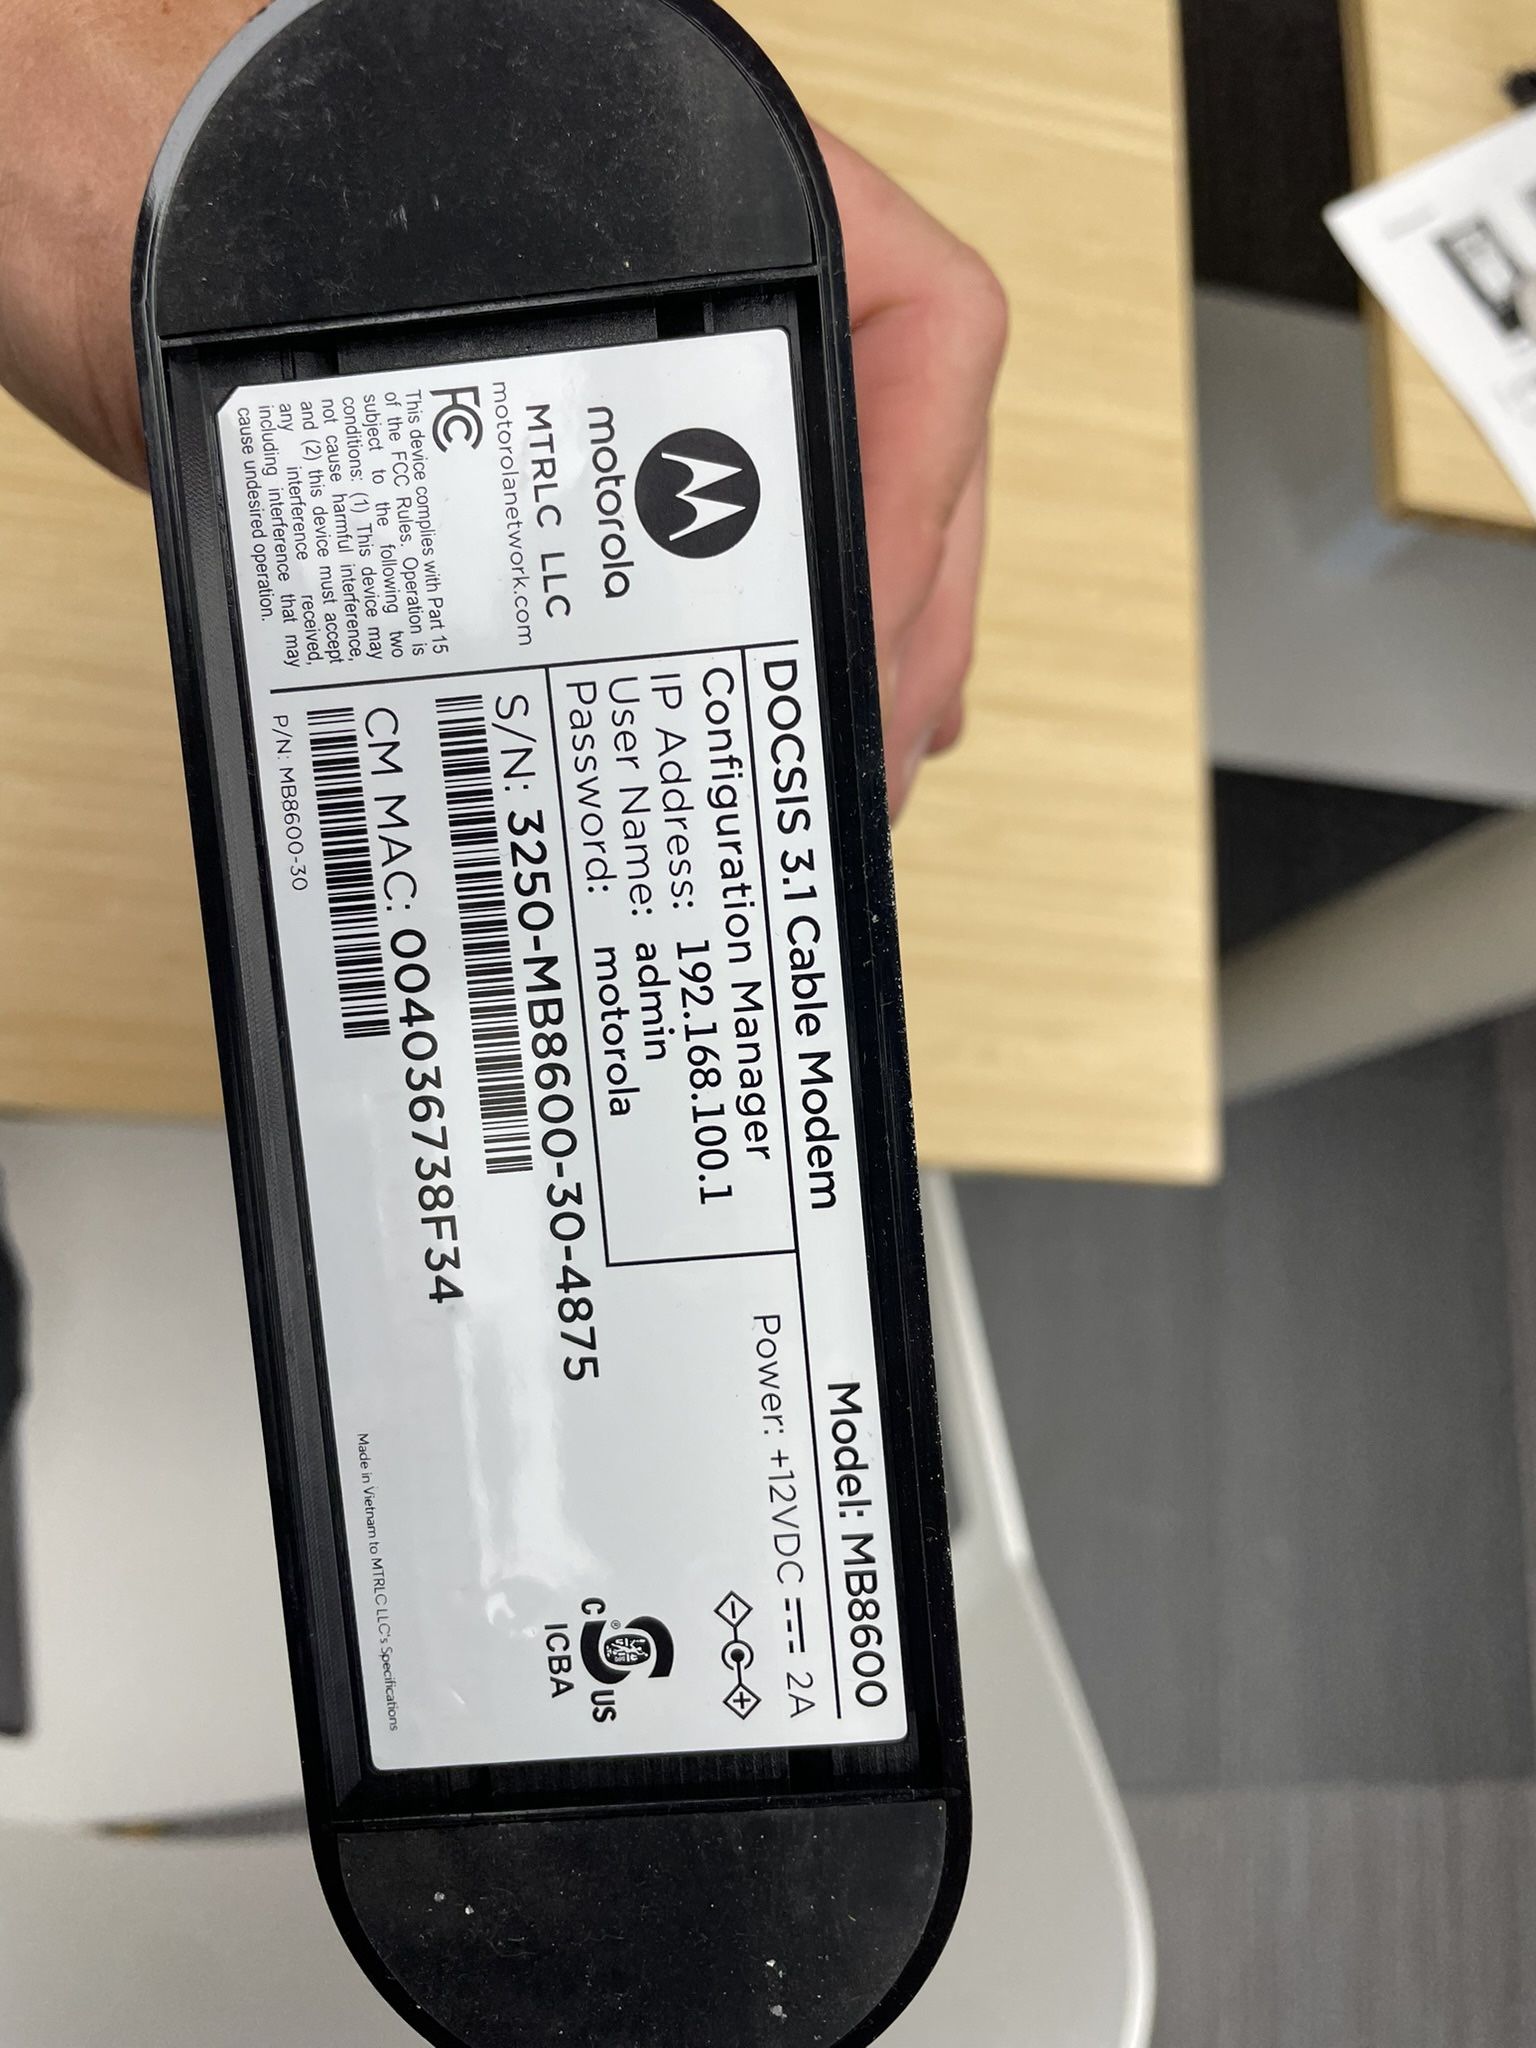 motorola
MTRLC LLC
motorolanetwork.com
FC
This device complies with Part 15
of the FCC Rules. Operation is
subject to the following two
conditions: (1) This device may
not cause harmful interference,
and (2) this device must accept
any interference received,
including interference that may
cause undesired operation.
DOCSIS 3.1 Cable Modem
Model: MB8600
Configuration Manager
IP Address: 192.168.100.1
User Name: admin
Password: motorola
Power: +12VDC 2A
S/N: 3250-MB8600-30-4875
CM MAC: 004036738F34
P/N: MB8600-30
C US
ICBA
Made in Vietnam to MTRLC LLC's Specifications